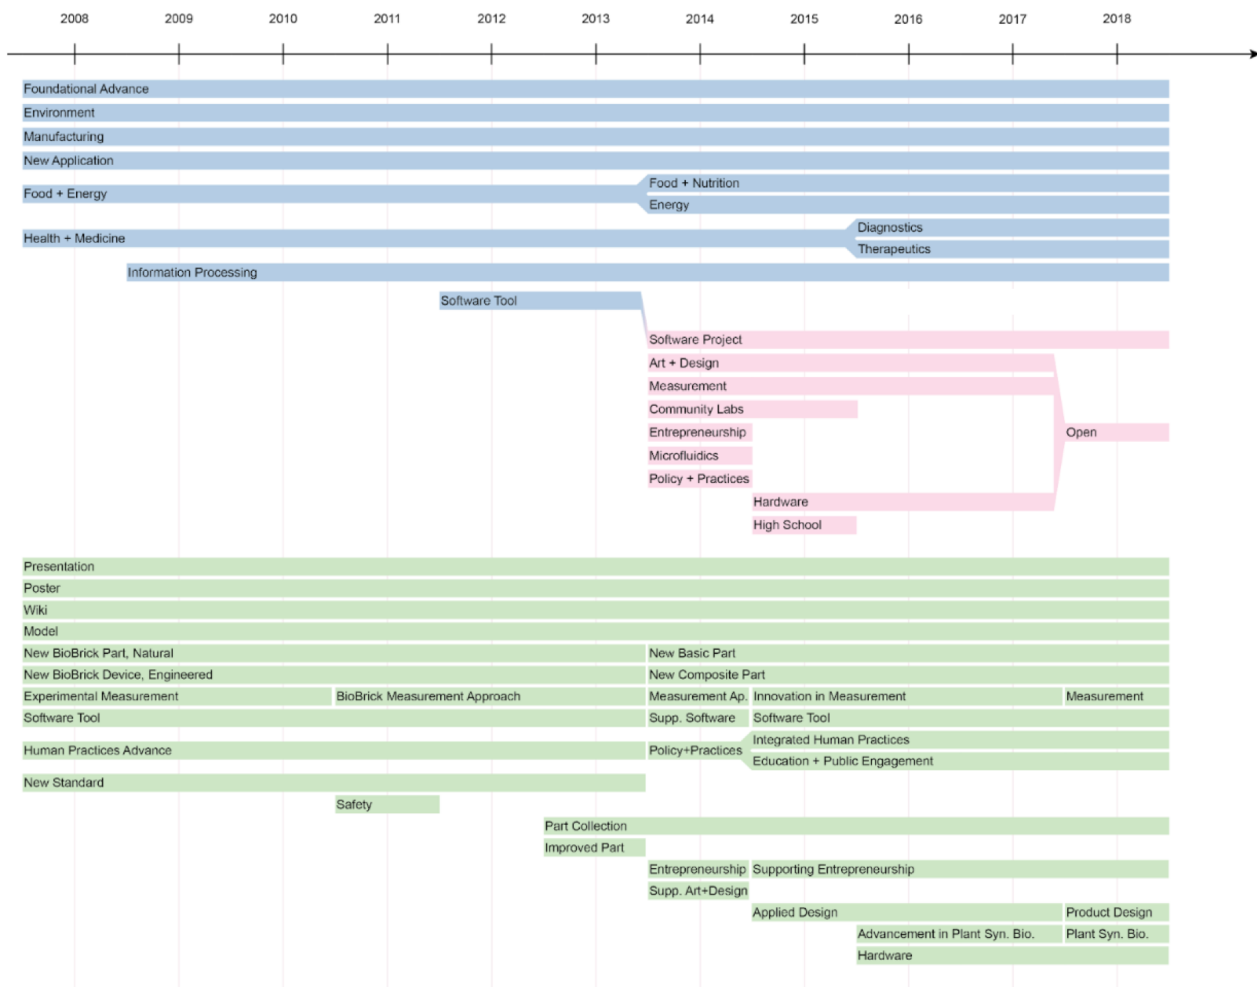 2008 2009 2010 2011 2012 2013 2014 2015 2016 2017 2018
Foundational Advance
Environment
Manufacturing
New Application
Food + Nutrition
Food + Energy
Energy
Diagnostics
Health + Medicine
Therapeutics
Information Processing
Software Tool
Software Project
Art + Design
Measurement
Community Labs
Entrepreneurship Open
Microfluidics
Policy + Practices
Hardware
High School
Presentation
Poster
Wiki
Model
New BioBrick Part, Natural New Basic Part
New BioBrick Device, Engineered New Composite Part
Experimental Measurement BioBrick Measurement Approach Measurement Ap. Innovation in Measurement Measurement
Software Tool Supp. Software Software Tool
Integrated Human Practices
Human Practices Advance Policy+Practices
Education + Public Engagement
New Standard
Safety
Part Collection
Improved Part
Entrepreneurship Supporting Entrepreneurship
Supp. Art+Design
Applied Design Product Design
Advancement in Plant Syn. Bio. Plant Syn. Bio.
Hardware